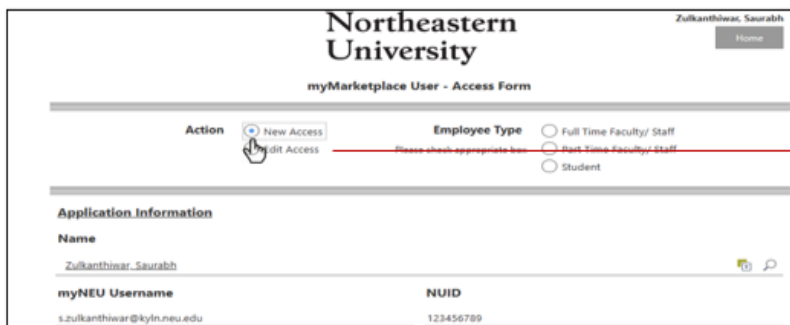 Northeastern
University
Zulkanthiwar, Saurabh
Home
myMarketplace User - Access Form
Action
New Access
Edit Access
Employee Type
Please check appropriate box
Full Time Faculty/ Staff
Part Time Faculty/ Staff
Student
Application Information
Name
Zulkanthiwar, Saurabh
myNEU Username
NUID
s.zulkanthiwar@kyln.neu.edu
123456789